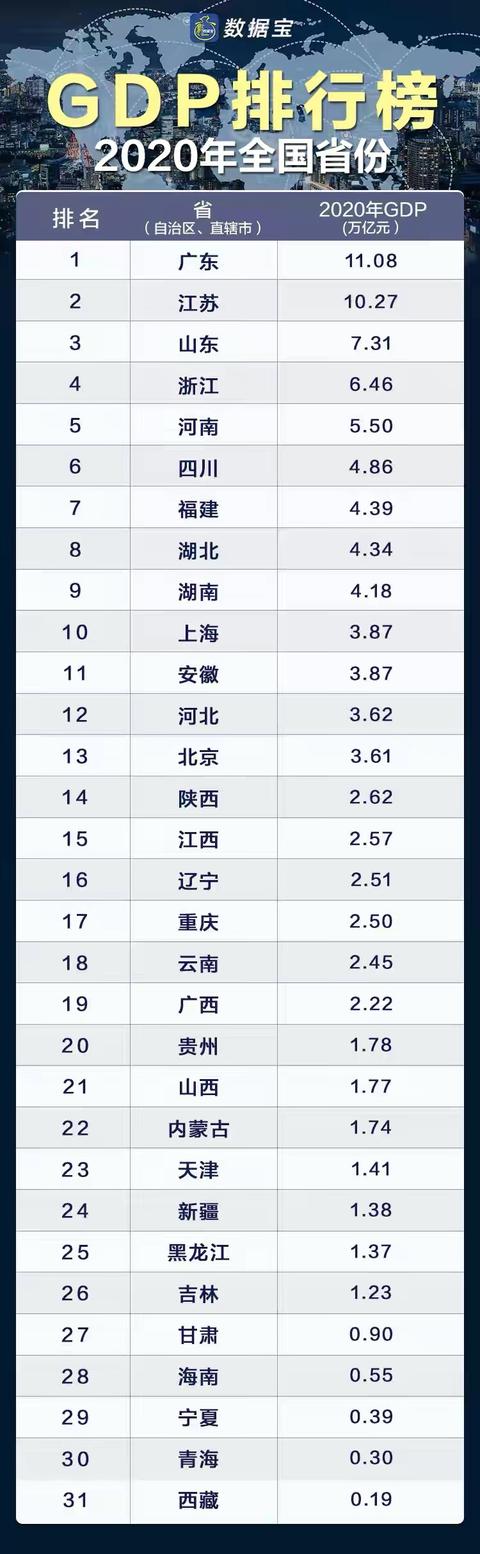 数据宝
GDP排行榜
2020年全国省份
排名 省（自治区、直辖市） 2020年GDP（万亿元）
1 广东 11.08
2 江苏 10.27
3 山东 7.31
4 浙江 6.46
5 河南 5.50
6 四川 4.86
7 福建 4.39
8 湖北 4.34
9 湖南 4.18
10 上海 3.87
11 安徽 3.87
12 河北 3.62
13 北京 3.61
14 陕西 2.62
15 江西 2.57
16 辽宁 2.51
17 重庆 2.50
18 云南 2.45
19 广西 2.22
20 贵州 1.78
21 山西 1.77
22 内蒙古 1.74
23 天津 1.41
24 新疆 1.38
25 黑龙江 1.37
26 吉林 1.23
27 甘肃 0.90
28 海南 0.55
29 宁夏 0.39
30 青海 0.30
31 西藏 0.19